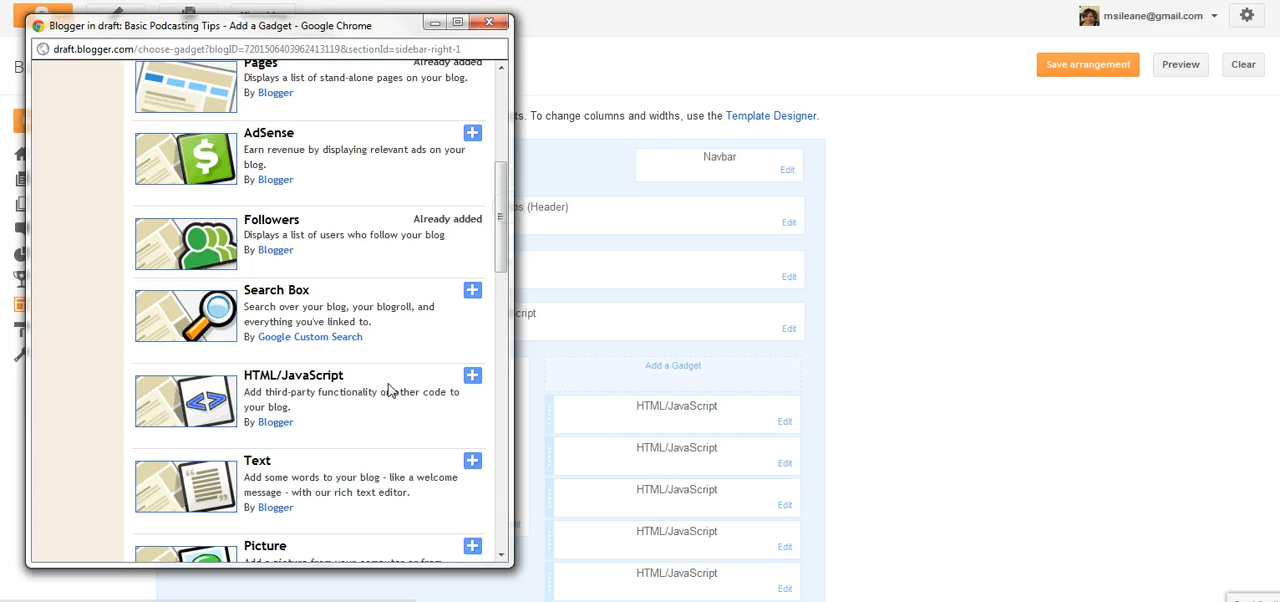 Blogger in draft: Basic Podcasting Tips - Add a Gadget - Google Chrome
draft.blogger.com/choose-gadget?blogID=7201506403962413119&sectionId=sidebar-right-1
msileane@gmail.com
Save arrangement
Preview
Clear
Pages
Already added
Displays a list of stand-alone pages on your blog.
By Blogger
AdSense
Earn revenue by displaying relevant ads on your
blog.
By Blogger
Followers
Already added
Displays a list of users who follow your blog
By Blogger
Search Box
Search over your blog, your blogroll, and
everything you've linked to.
By Google Custom Search
HTML/JavaScript
Add third-party functionality or other code to
your blog.
By Blogger
Text
Add some words to your blog - like a welcome
message - with our rich text editor.
By Blogger
Picture
ts. To change columns and widths, use the Template Designer.
Navbar
Edit
ps (Header)
Edit
Edit
cript
Edit
Add a Gadget
HTML/JavaScript
Edit
HTML/JavaScript
Edit
HTML/JavaScript
Edit
HTML/JavaScript
Edit
HTML/JavaScript
Edit